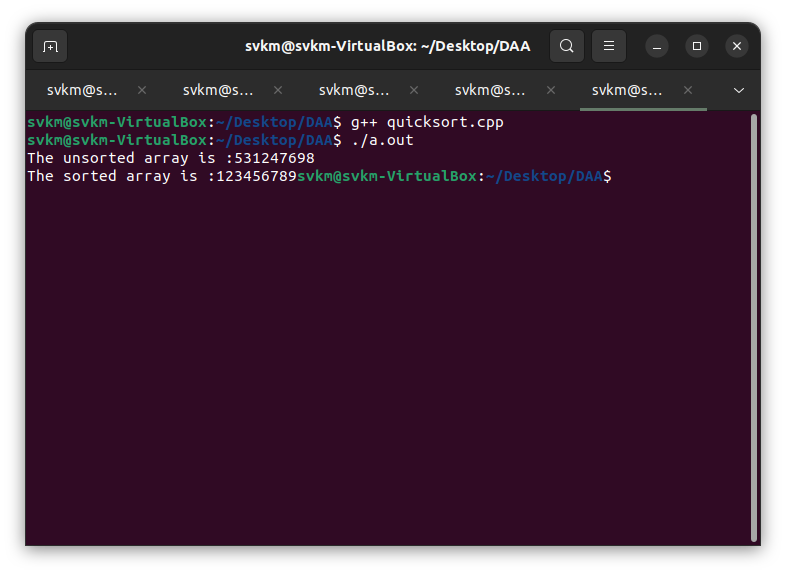 svkm@svkm-VirtualBox: ~/Desktop/DAA
svkm@s... svkm@s... svkm@s... svkm@s... svkm@s...
svkm@svkm-VirtualBox:~/Desktop/DAA$ g++ quicksort.cpp
svkm@svkm-VirtualBox:~/Desktop/DAA$ ./a.out
The unsorted array is :531247698
The sorted array is :123456789svkm@svkm-VirtualBox:~/Desktop/DAA$